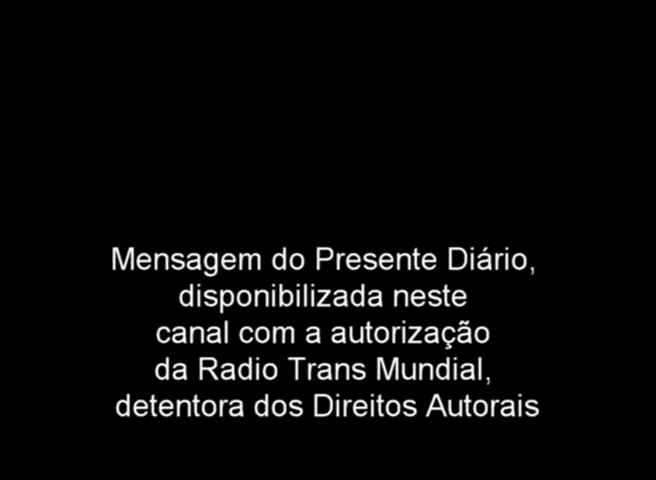 Mensagem do Presente Diário,
disponibilizada neste
canal com a autorização
da Radio Trans Mundial,
detentora dos Direitos Autorais